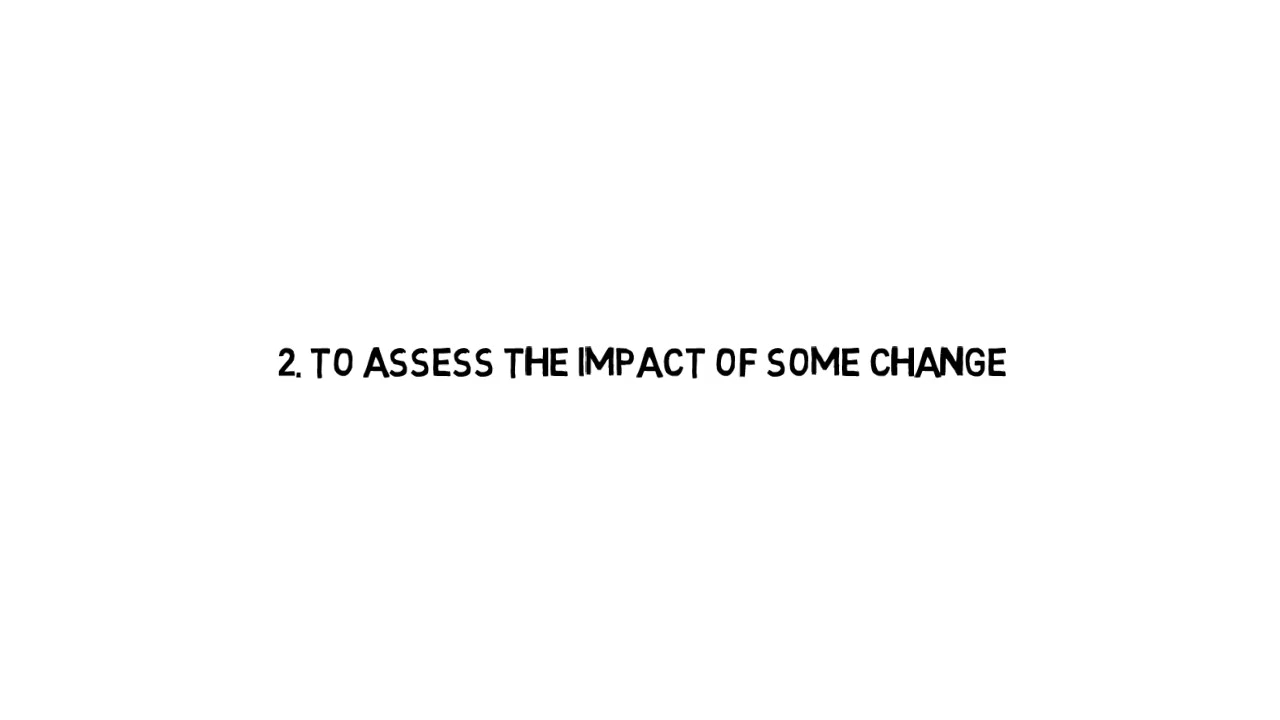 2. TO ASSESS THE IMPACT OF SOME CHANGE